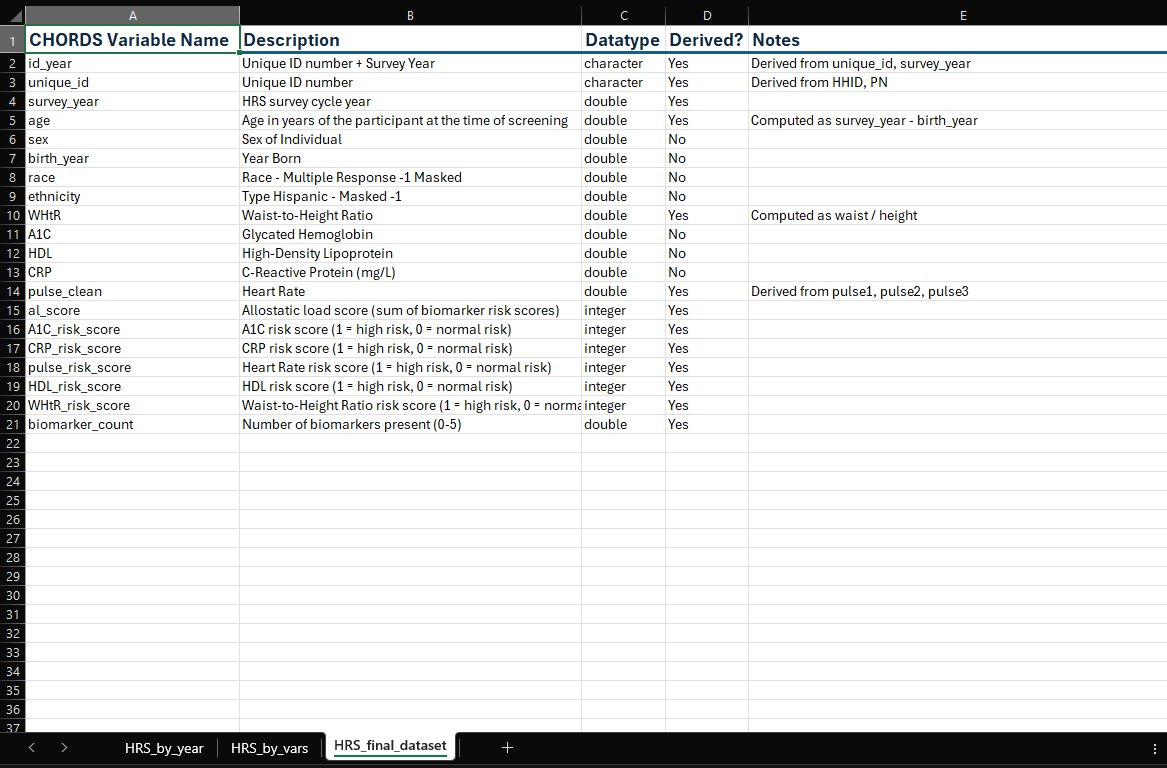 A B C D E
1 CHORDS Variable Name Description Datatype Derived? Notes
2 id_year Unique ID number + Survey Year character Yes Derived from unique_id, survey_year
3 unique_id Unique ID number character Yes Derived from HHID, PN
4 survey_year HRS survey cycle year double Yes
5 age Age in years of the participant at the time of screening double Yes Computed as survey_year - birth_year
6 sex Sex of Individual double No
7 birth_year Year Born double No
8 race Race - Multiple Response -1 Masked double No
9 ethnicity Type Hispanic - Masked -1 double No
10 WHtR Waist-to-Height Ratio double Yes Computed as waist / height
11 A1C Glycated Hemoglobin double No
12 HDL High-Density Lipoprotein double No
13 CRP C-Reactive Protein (mg/L) double No
14 pulse_clean Heart Rate double Yes Derived from pulse1, pulse2, pulse3
15 al_score Allostatic load score (sum of biomarker risk scores) integer Yes
16 A1C_risk_score A1C risk score (1 = high risk, 0 = normal risk) integer Yes
17 CRP_risk_score CRP risk score (1 = high risk, 0 = normal risk) integer Yes
18 pulse_risk_score Heart Rate risk score (1 = high risk, 0 = normal risk) integer Yes
19 HDL_risk_score HDL risk score (1 = high risk, 0 = normal risk) integer Yes
20 WHtR_risk_score Waist-to-Height Ratio risk score (1 = high risk, 0 = norma integer Yes
21 biomarker_count Number of biomarkers present (0-5) double Yes
22
23
24
25
26
27
28
29
30
31
32
33
34
35
36
37
HRS_by_year HRS_by_vars HRS_final_dataset +